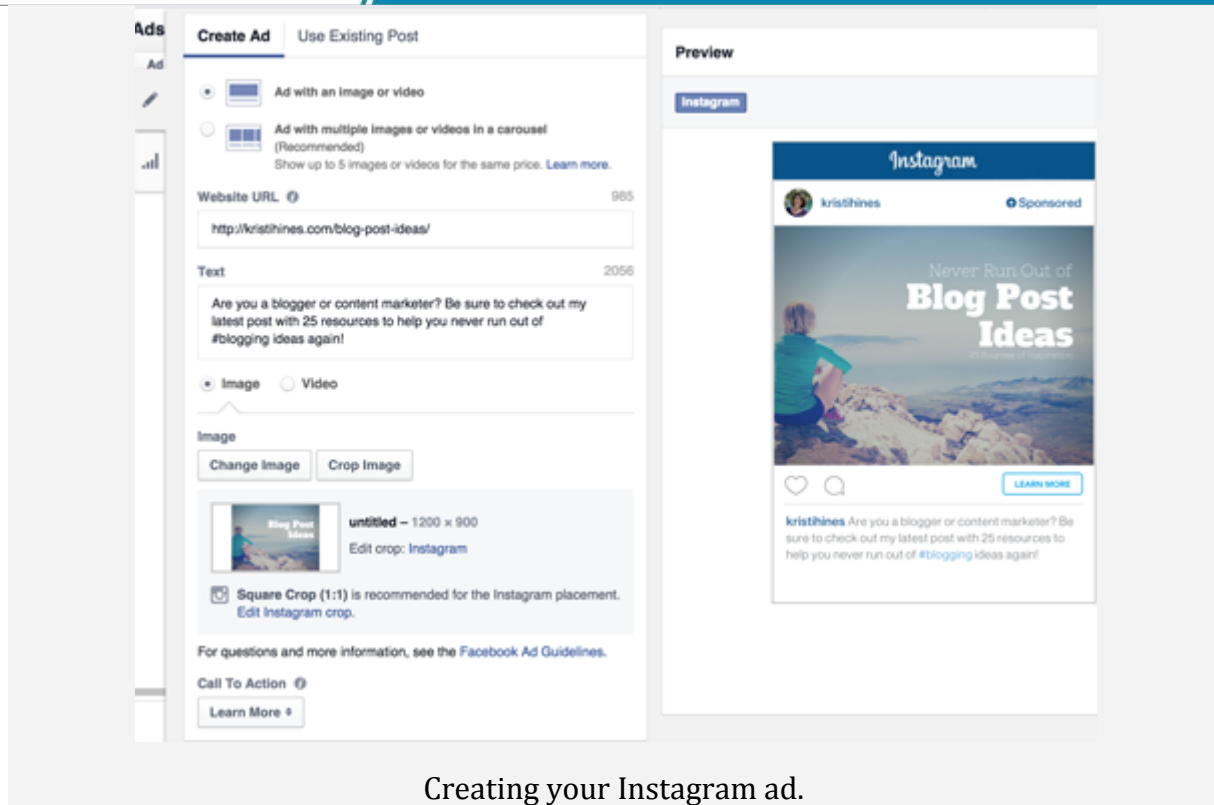 Ads
Ad
Create Ad
Use Existing Post
Ad with an image or video
Ad with multiple images or videos in a carousel
(Recommended)
Show up to 5 images or videos for the same price. Learn more.
Website URL
985
http://kristihines.com/blog-post-ideas/
Text
2056
Are you a blogger or content marketer? Be sure to check out my
latest post with 25 resources to help you never run out of
#blogging ideas again!
Image
Video
Image
Change Image
Crop Image
Blog Post
Ideas
untitled – 1200 × 900
Edit crop: Instagram
Square Crop (1:1) is recommended for the Instagram placement.
Edit Instagram crop.
For questions and more information, see the Facebook Ad Guidelines.
Call To Action
Learn More
Preview
Instagram
Instagram
kristihines
Sponsored
Never Run Out of
Blog Post
Ideas
25 Sources of Inspiration
LEARN MORE
kristihines Are you a blogger or content marketer? Be
sure to check out my latest post with 25 resources to
help you never run out of #blogging ideas again!
Creating your Instagram ad.